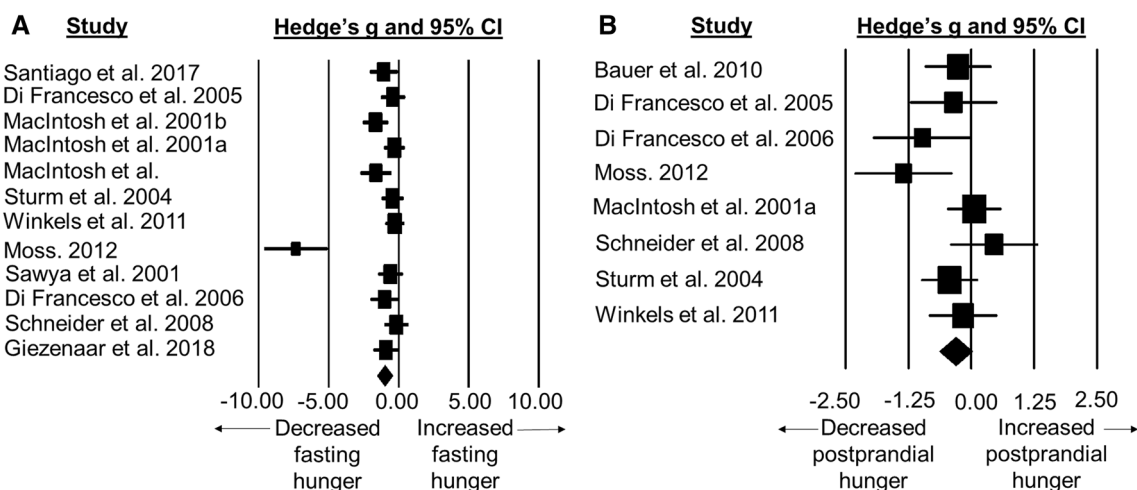 A Study Hedge's g and 95% CI
Santiago et al. 2017
Di Francesco et al. 2005
MacIntosh et al. 2001b
MacIntosh et al. 2001a
MacIntosh et al.
Sturm et al. 2004
Winkels et al. 2011
Moss. 2012
Sawya et al. 2001
Di Francesco et al. 2006
Schneider et al. 2008
Giezenaar et al. 2018
-10.00 -5.00 0.00 5.00 10.00
Decreased Increased
fasting fasting
hunger hunger
B Study Hedge's g and 95% CI
Bauer et al. 2010
Di Francesco et al. 2005
Di Francesco et al. 2006
Moss. 2012
MacIntosh et al. 2001a
Schneider et al. 2008
Sturm et al. 2004
Winkels et al. 2011
-2.50 -1.25 0.00 1.25 2.50
Decreased Increased
postprandial postprandial
hunger hunger